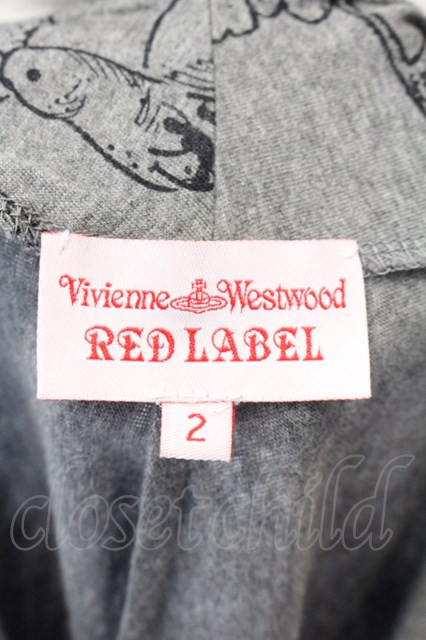 Vivienne Westwood
RED LABEL
2
closetchild